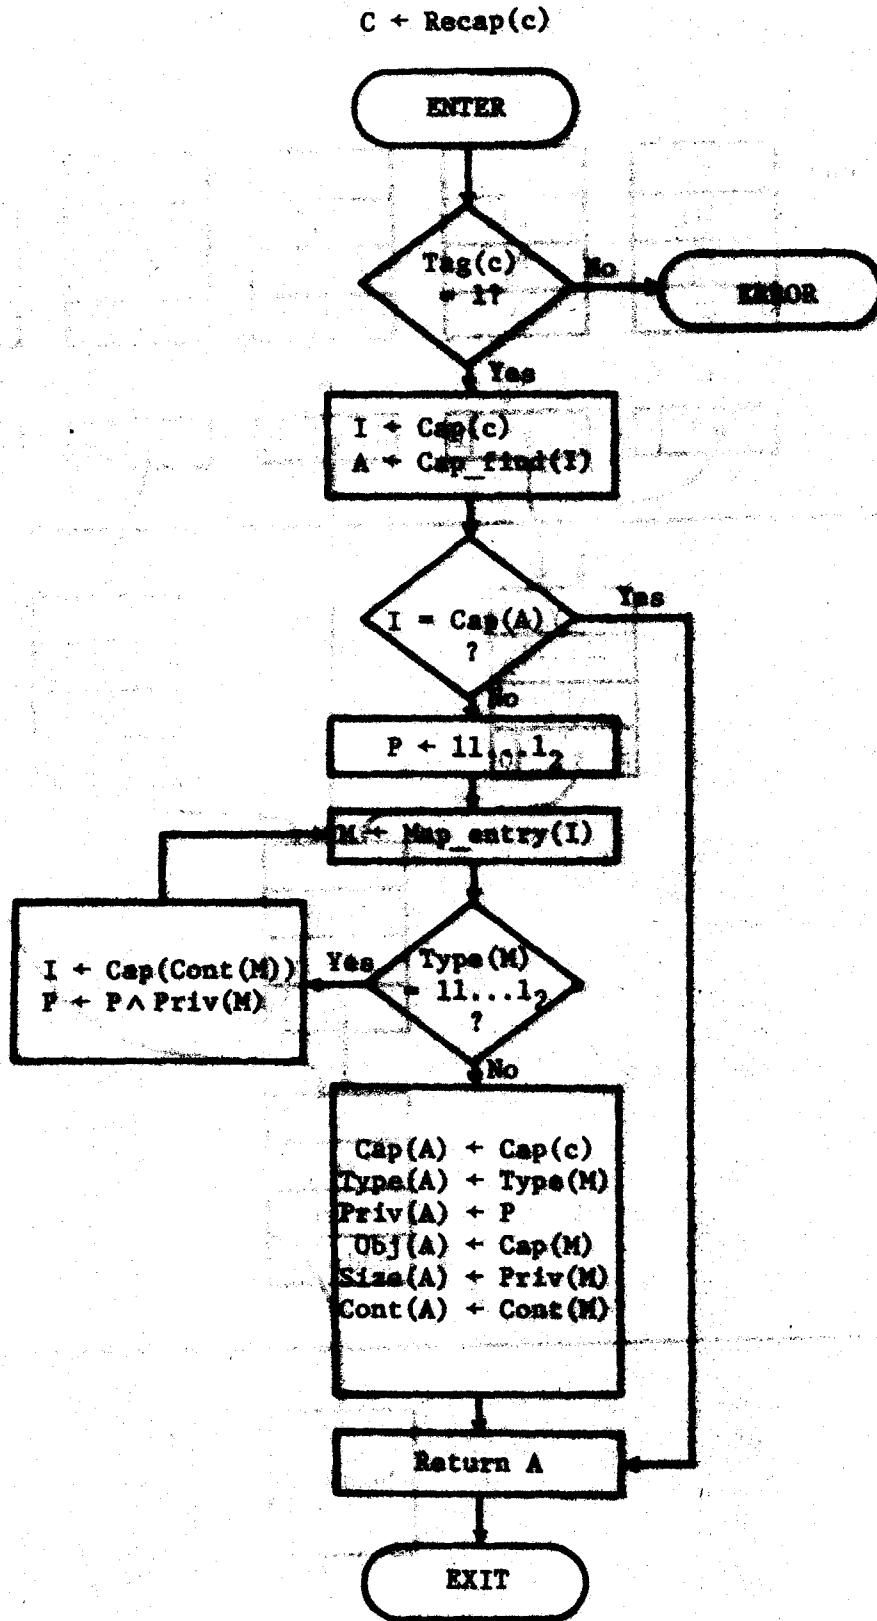 C ← Recap(c)
ENTER
Tag(c)
= 1?
No
ERROR
Yes
I ← Cap(c)
A ← Cap_find(I)
I = Cap(A)
?
Yes
No
P ← 11...1₂
M ← Map_entry(I)
Type(M)
= 11...1₂
?
Yes
I ← Cap(Cont(M))
P ← P ∧ Priv(M)
No
Cap(A) ← Cap(c)
Type(A) ← Type(M)
Priv(A) ← P
Obj(A) ← Cap(M)
Size(A) ← Priv(M)
Cont(A) ← Cont(M)
Return A
EXIT